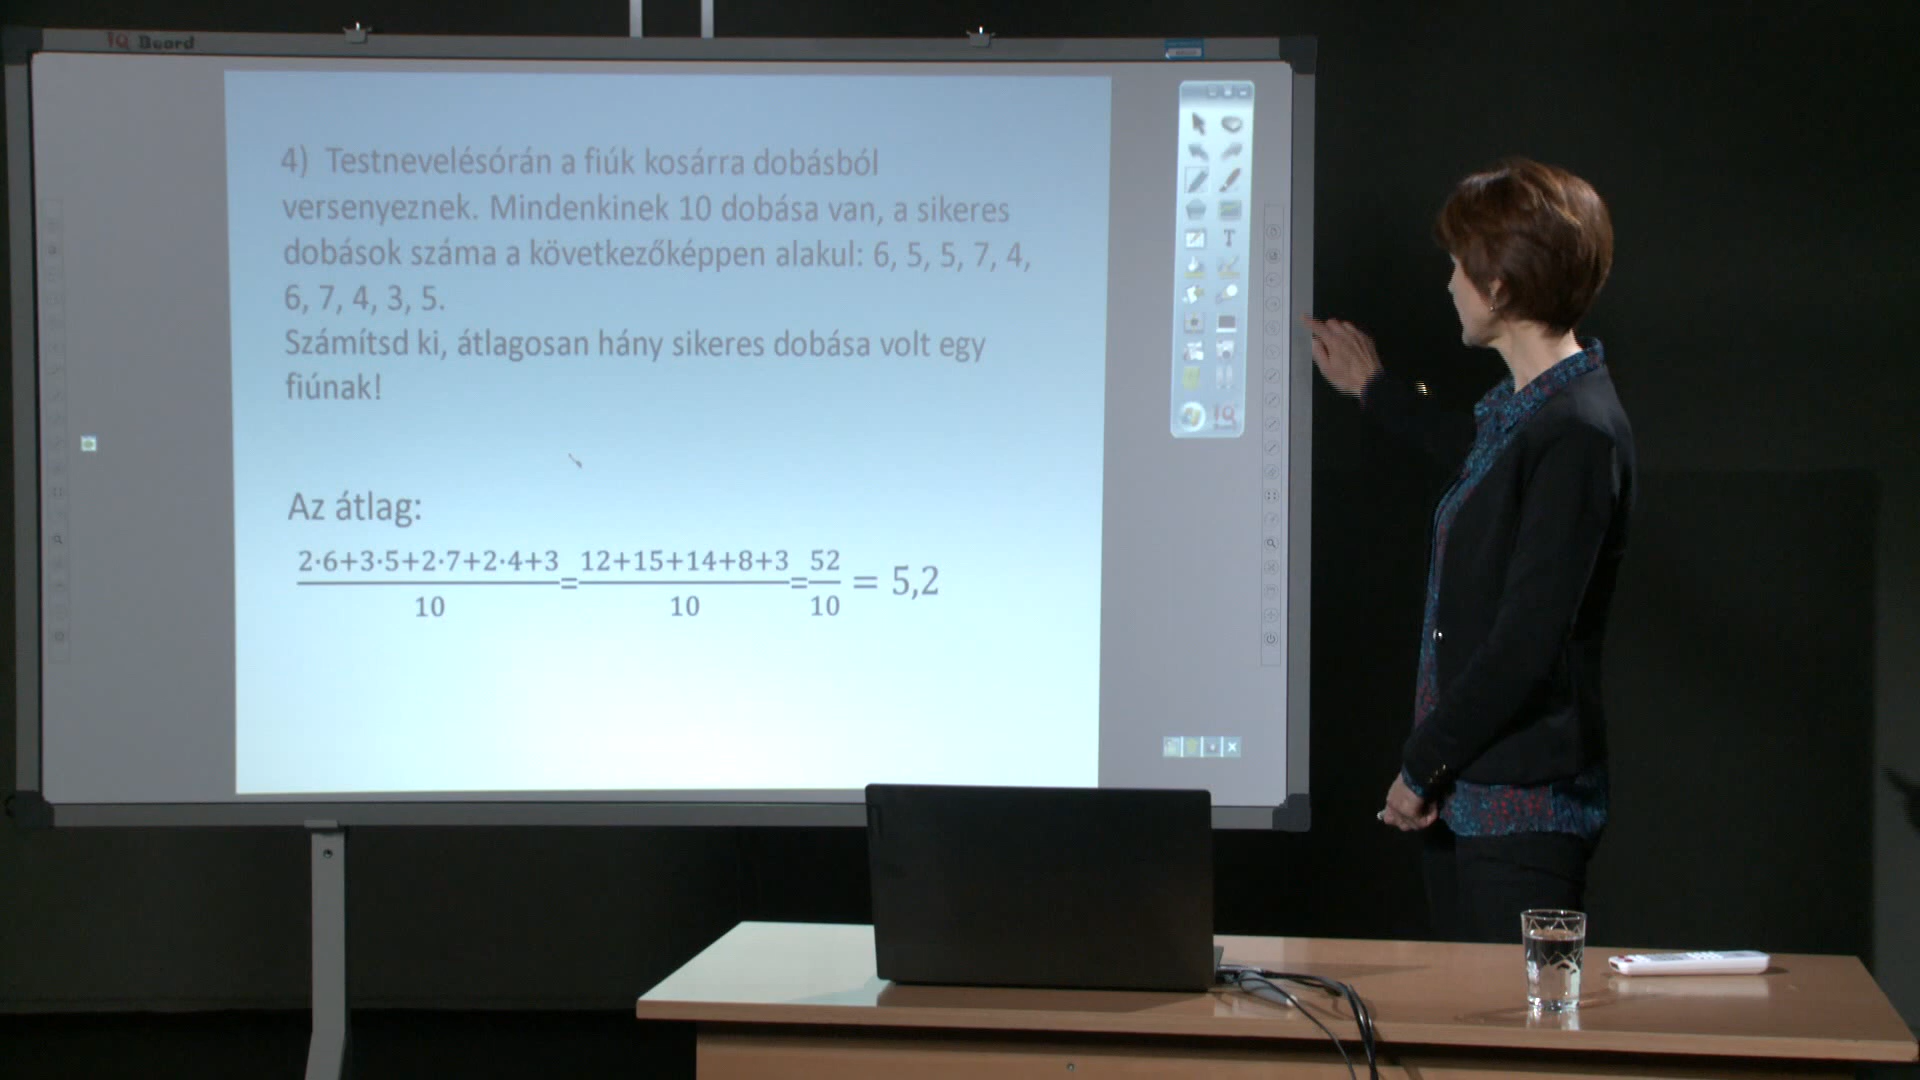 IQ Board
4) Testnevelésórán a fiúk kosárra dobásból
versenyeznek. Mindenkinek 10 dobása van, a sikeres
dobások száma a következőképpen alakul: 6, 5, 5, 7, 4,
6, 7, 4, 3, 5.
Számítsd ki, átlagosan hány sikeres dobása volt egy
fiúnak!
Az átlag:
2·6+3·5+2·7+2·4+3/10=12+15+14+8+3/10=52/10 = 5,2
T
IQ